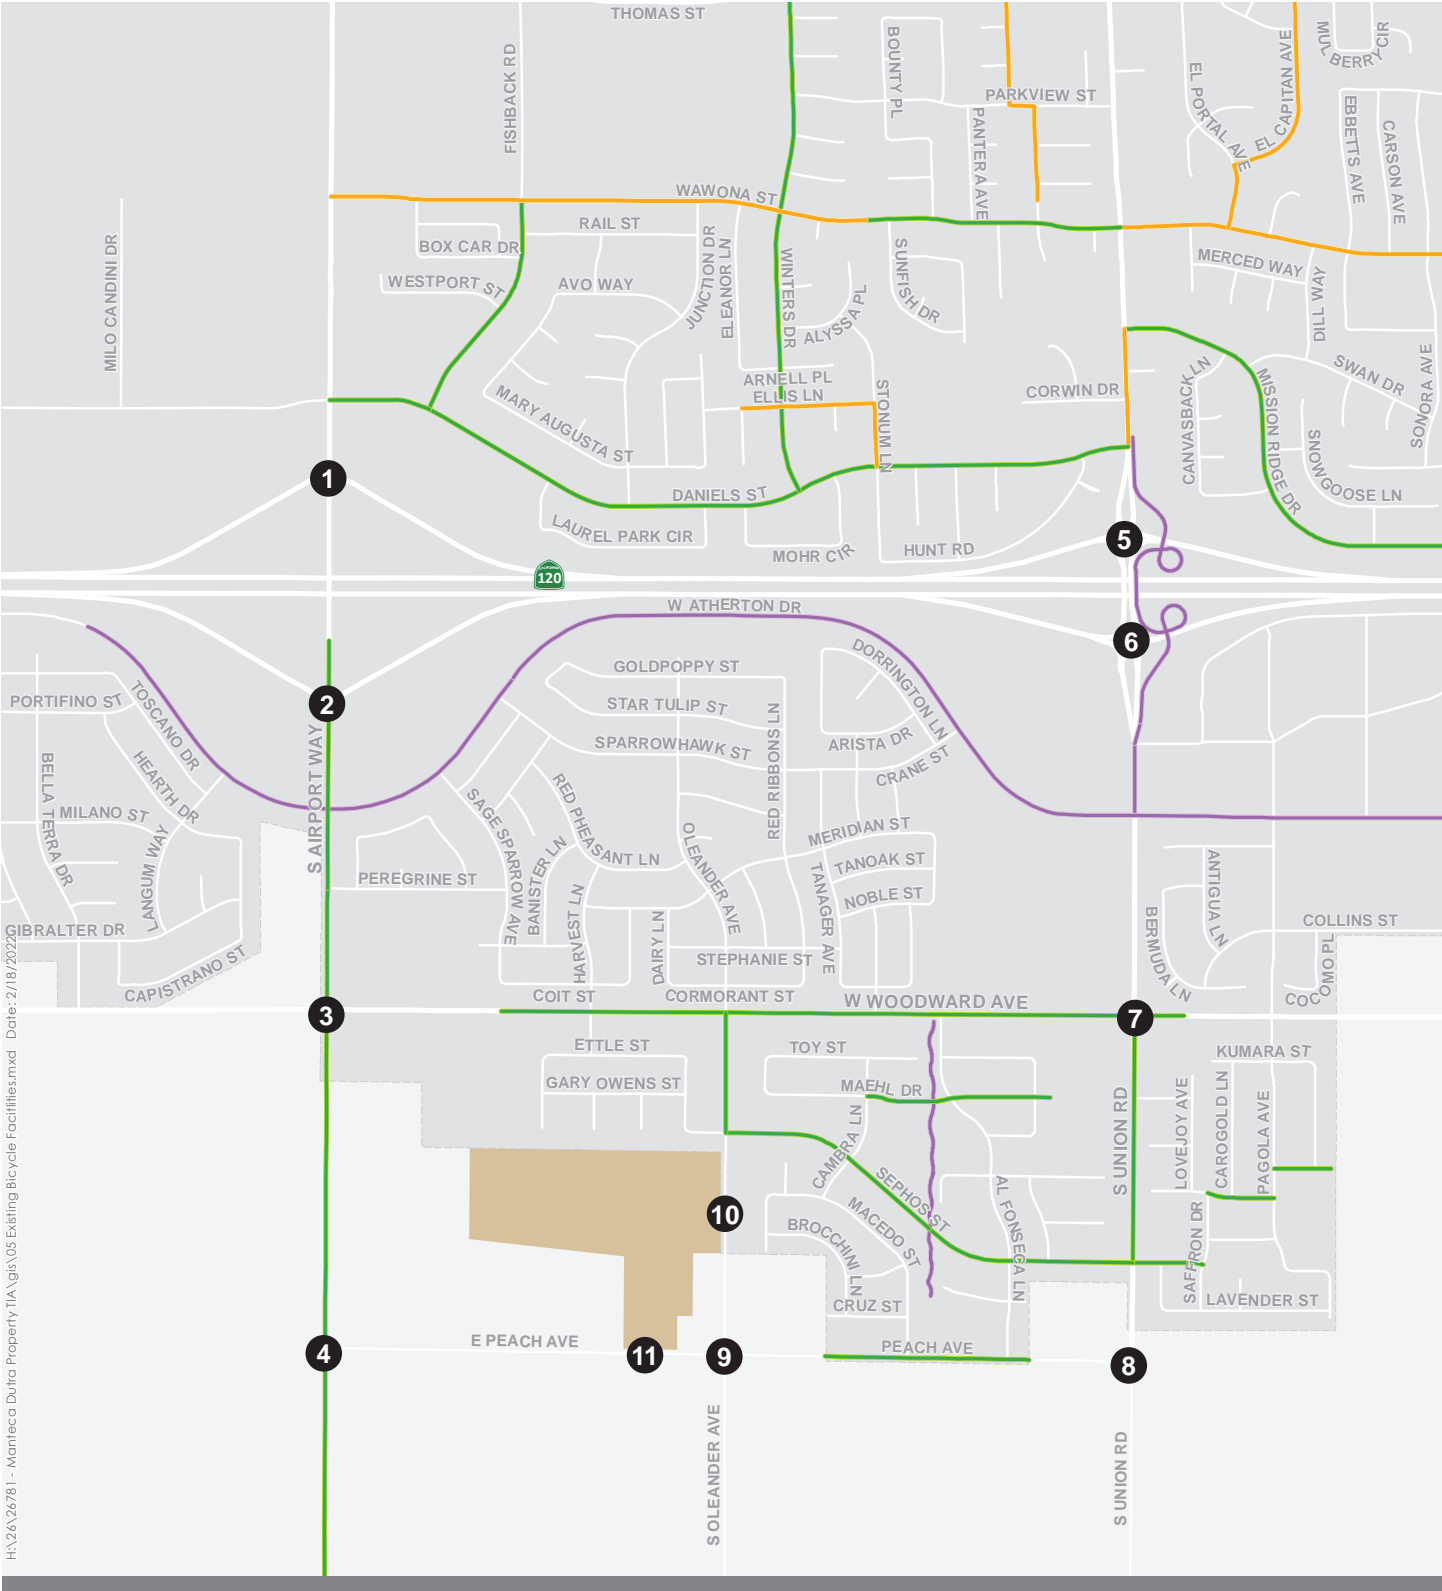 THOMAS ST
FISHBACK RD
BOUNTY PL
PARKVIEW ST
PANTERA AVE
EL PORTAL AVE
EL CAPITAN AVE
MULBERRY CIR
EBBETTS AVE
CARSON AVE
WAWONA ST
RAIL ST
BOX CAR DR
MILO CANDINI DR
WESTPORT ST
AVO WAY
JUNCTION DR
ELEANOR LN
WINTERS DR
ALYSSA PL
SUNFISH DR
MERCED WAY
DILL WAY
SWAN DR
SONORA AVE
ARNELL PL
ELLIS LN
STONUM LN
CORWIN DR
CANVASBACK LN
MISSION RIDGE DR
SNOWGOOSE LN
MARY AUGUSTA ST
1
DANIELS ST
LAUREL PARK CIR
MOHR CIR
HUNT RD
5
CALIFORNIA
120
W ATHERTON DR
6
PORTIFINO ST
TOSCANO DR
2
GOLDPOPPY ST
STAR TULIP ST
SPARROWHAWK ST
RED RIBBONS LN
DORRINGTON LN
ARISTA DR
CRANE ST
BELLA TERRA DR
HEARTH DR
MILANO ST
LANGUM WAY
S AIRPORT WAY
SAGE SPARROW AVE
RED PHEASANT LN
BANISTER LN
OLEANDER AVE
MERIDIAN ST
TANOAK ST
NOBLE ST
TANAGER AVE
PEREGRINE ST
HARVEST LN
DAIRY LN
STEPHANIE ST
GIBRALTER DR
CAPISTRANO ST
ANTIGUA LN
BERMUDA LN
COLLINS ST
COCOMO PL
COIT ST
CORMORANT ST
W WOODWARD AVE
3
7
ETTLE ST
GARY OWENS ST
TOY ST
MAEHL DR
CAMBRA LN
SEPHOS ST
MACEDO ST
BROCCHINI LN
AL FONSECA LN
S UNION RD
KUMARA ST
LOVEJOY AVE
CAROGOLD LN
PAGOLA AVE
SAFFRON DR
LAVENDER ST
10
CRUZ ST
PEACH AVE
4
E PEACH AVE
11
9
8
S OLEANDER AVE
S UNION RD
H:\26\26781 - Manteca Dutra Property TIA\gis\05 Existing Bicycle Facitlities.mxd Date: 2/18/2022